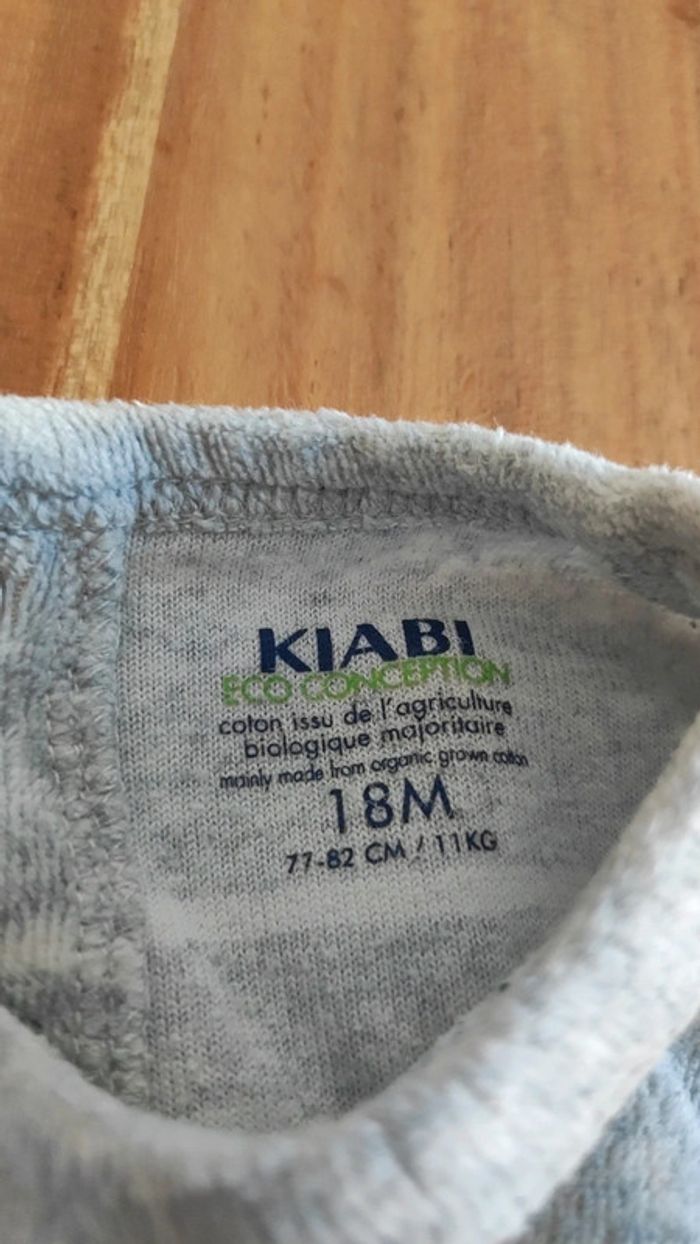 KIABI
ECO CONCEPTION
coton issu de l'agriculture
biologique majoritaire
mainly made from organic grown cotton
18M
77-82 CM / 11KG